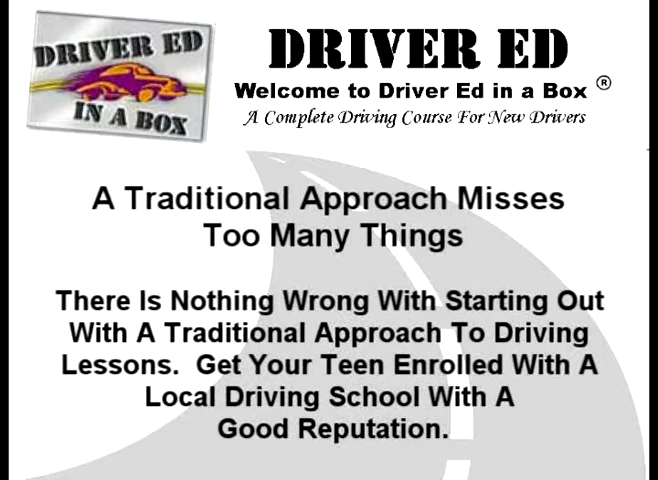 DRIVER ED
IN A BOX
DRIVER ED
Welcome to Driver Ed in a Box ®
A Complete Driving Course For New Drivers
A Traditional Approach Misses
Too Many Things
There Is Nothing Wrong With Starting Out
With A Traditional Approach To Driving
Lessons.  Get Your Teen Enrolled With A
Local Driving School With A
Good Reputation.